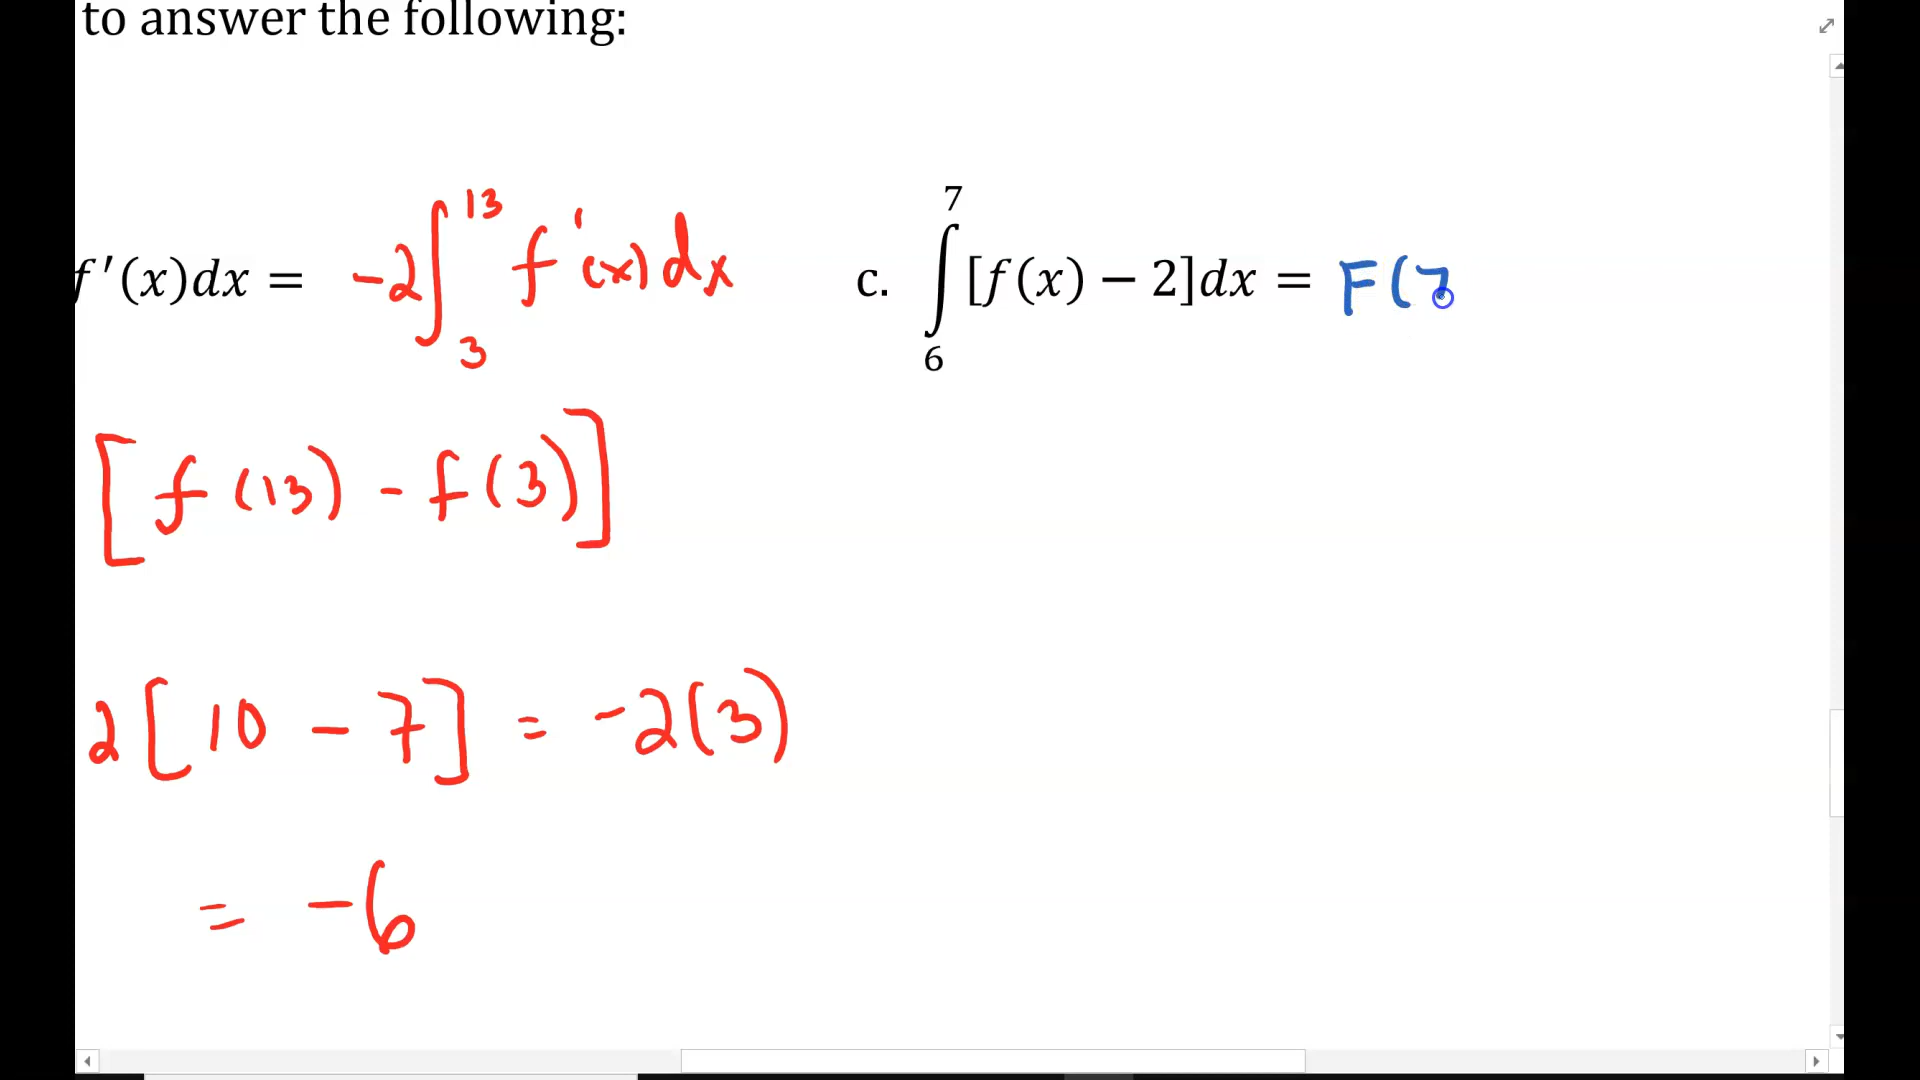 to answer the following:
f′(x)dx = -2∫₃¹³ f'(x)dx
c. ∫₆⁷ [f(x) − 2]dx = F(7
[f(13) - f(3)]
2[10 - 7] = -2(3)
= -6